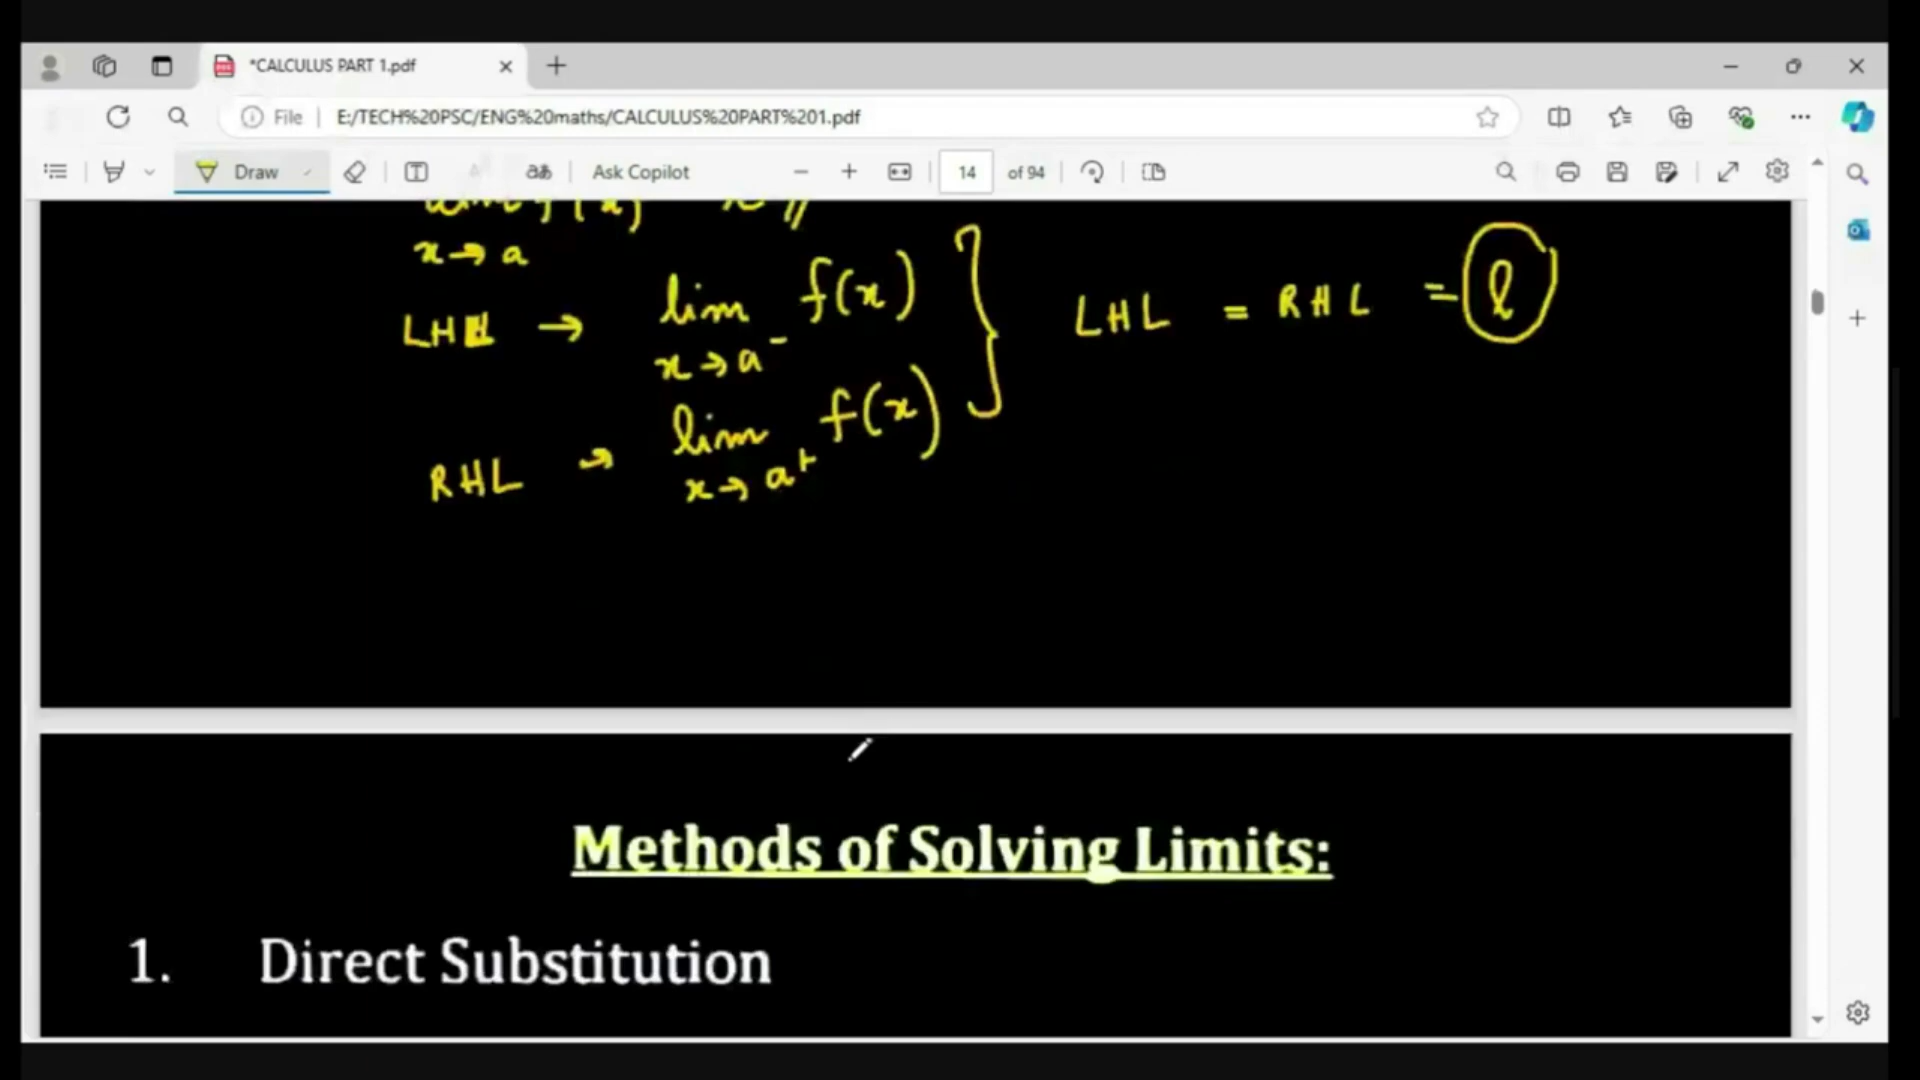 *CALCULUS PART 1.pdf
File E:/TECH%20PSC/ENG%20maths/CALCULUS%20PART%201.pdf
Draw Ask Copilot 14 of 94
x → a
LHL → lim f(x)
x → a⁻
LHL = RHL = l
RHL → lim f(x)
x → a⁺
Methods of Solving Limits:
1. Direct Substitution